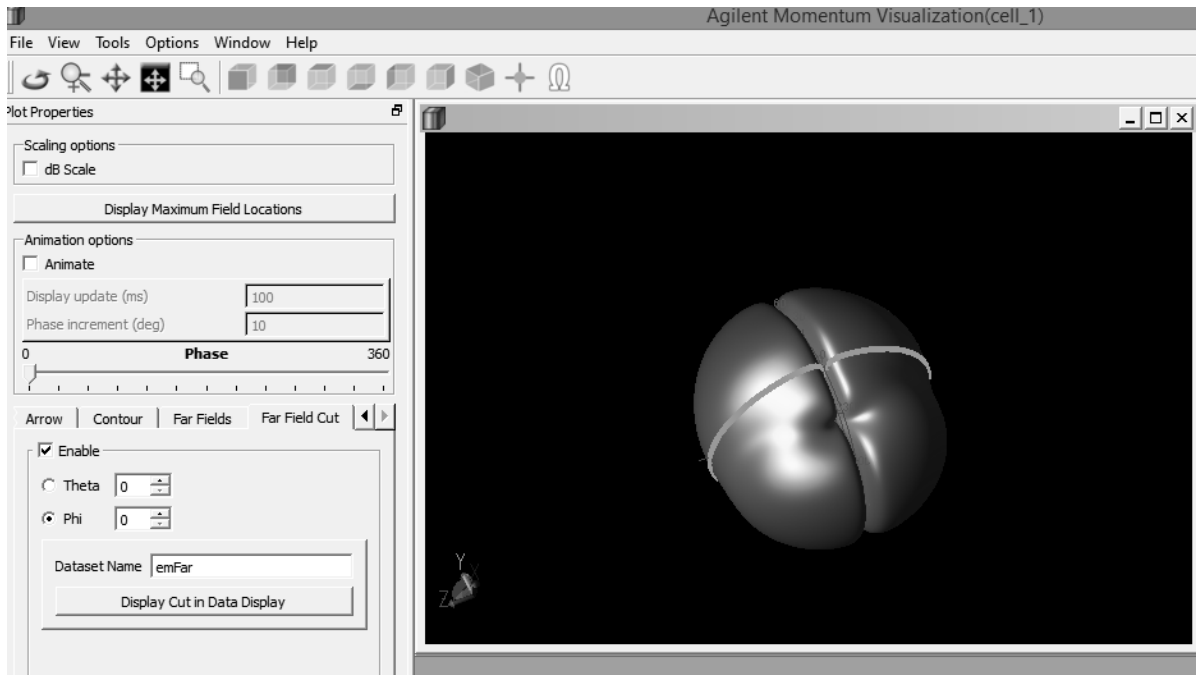 Agilent Momentum Visualization(cell_1)
File View Tools Options Window Help
Plot Properties
Scaling options
dB Scale
Display Maximum Field Locations
Animation options
Animate
Display update (ms) 100
Phase increment (deg) 10
0 Phase 360
Arrow Contour Far Fields Far Field Cut
Enable
Theta 0
Phi 0
Dataset Name emFar
Display Cut in Data Display
Y
X
Z